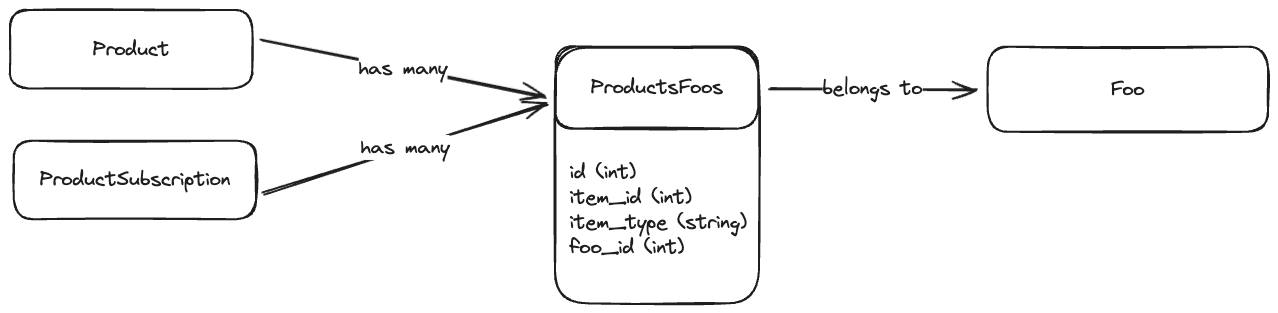 Product
has many
ProductSubscription
has many
ProductsFoos
id (int)
item_id (int)
item_type (string)
foo_id (int)
belongs to
Foo